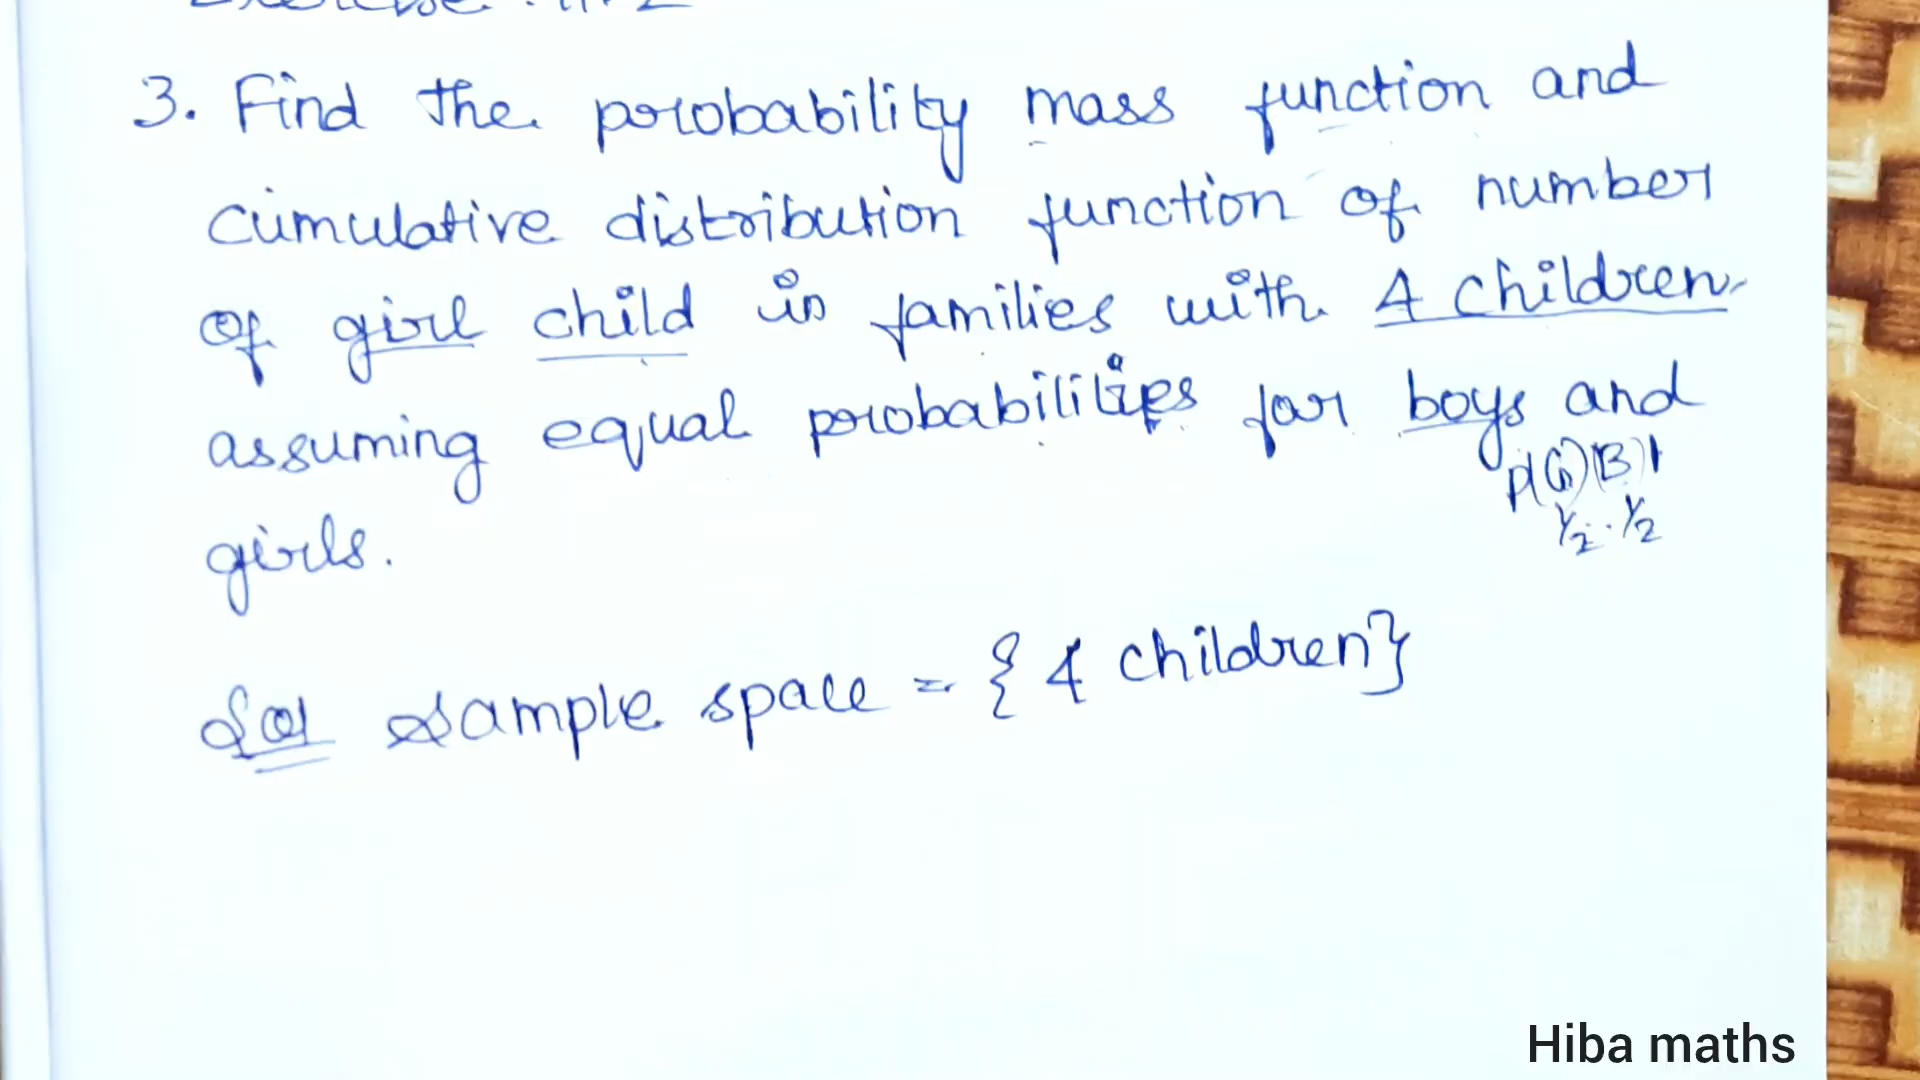 3. Find the probability mass function and
cumulative distribution function of number
of girl child in families with 4 children
assuming equal probabilities for boys and
P(G) (B)
1/2 . 1/2
girls.
Sol Sample space = { 4 children}
Hiba maths